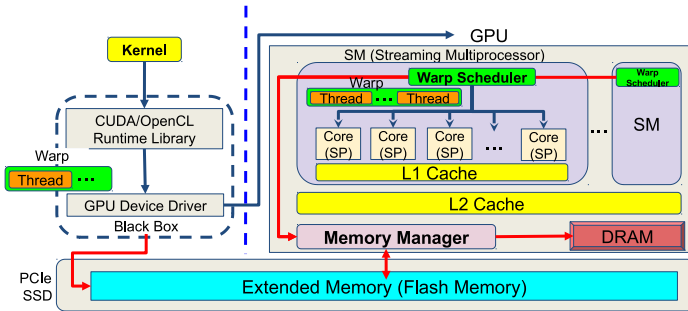 GPU
Kernel
SM (Streaming Multiprocessor)
Warp Scheduler
Warp
Scheduler
Warp
Thread ... Thread
CUDA/OpenCL
Runtime Library
Core
(SP)
Core
(SP)
Core
(SP)
...
Core
(SP)
...
SM
Warp
Thread ...
L1 Cache
GPU Device Driver
L2 Cache
Black Box
Memory Manager
DRAM
PCIe
SSD
Extended Memory (Flash Memory)